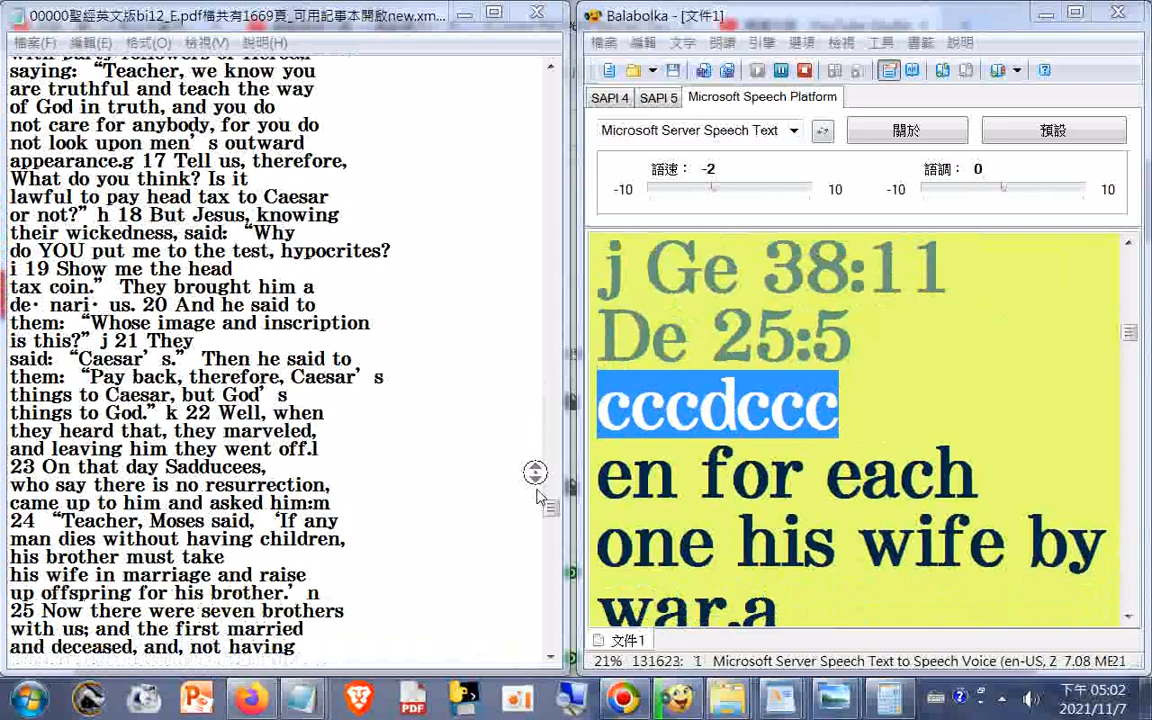 00000聖經英文版bi12_E.pdf檔共有1669頁_可用記事本開啟new.xm...
檔案(F) 編輯(E) 格式(O) 檢視(V) 說明(H)
saying: “Teacher, we know you
are truthful and teach the way
of God in truth, and you do
not care for anybody, for you do
not look upon men’s outward
appearance.g 17 Tell us, therefore,
What do you think? Is it
lawful to pay head tax to Caesar
or not?” h 18 But Jesus, knowing
their wickedness, said: “Why
do YOU put me to the test, hypocrites?
i 19 Show me the head
tax coin.” They brought him a
de·nari·us. 20 And he said to
them: “Whose image and inscription
is this?” j 21 They
said: “Caesar’s.” Then he said to
them: “Pay back, therefore, Caesar’s
things to Caesar, but God’s
things to God.” k 22 Well, when
they heard that, they marveled,
and leaving him they went off.l
23 On that day Sadducees,
who say there is no resurrection,
came up to him and asked him:m
24 “Teacher, Moses said, ‘If any
man dies without having children,
his brother must take
his wife in marriage and raise
up offspring for his brother.’ n
25 Now there were seven brothers
with us; and the first married
and deceased, and, not having
Balabolka - [文件1]
檔案 編輯 文字 朗讀 引擎 選項 檢視 工具 書籤 說明
SAPI 4 SAPI 5 Microsoft Speech Platform
Microsoft Server Speech Text 關於 預設
語速： -2 語調： 0
-10 10 -10 10
j Ge 38:11
De 25:5
cccdccc
en for each
one his wife by
war.a
文件1
21% 131623: 1 Microsoft Server Speech Text to Speech Voice (en-US, 2 7.08 ME21
PDF
下午 05:02
2021/11/7